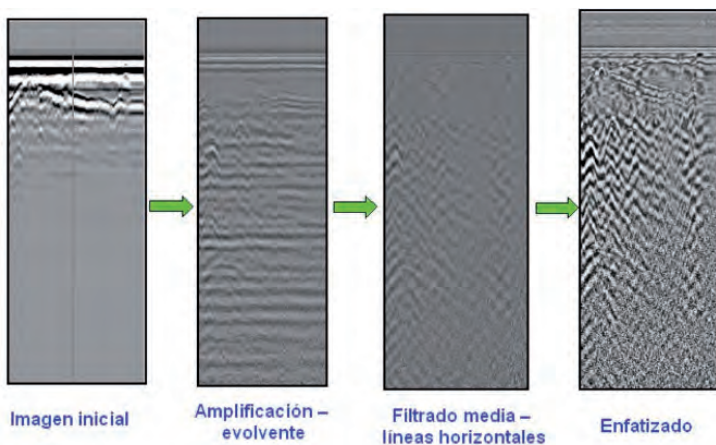 Imagen inicial
Amplificación –
evolvente
Filtrado media –
líneas horizontales
Enfatizado